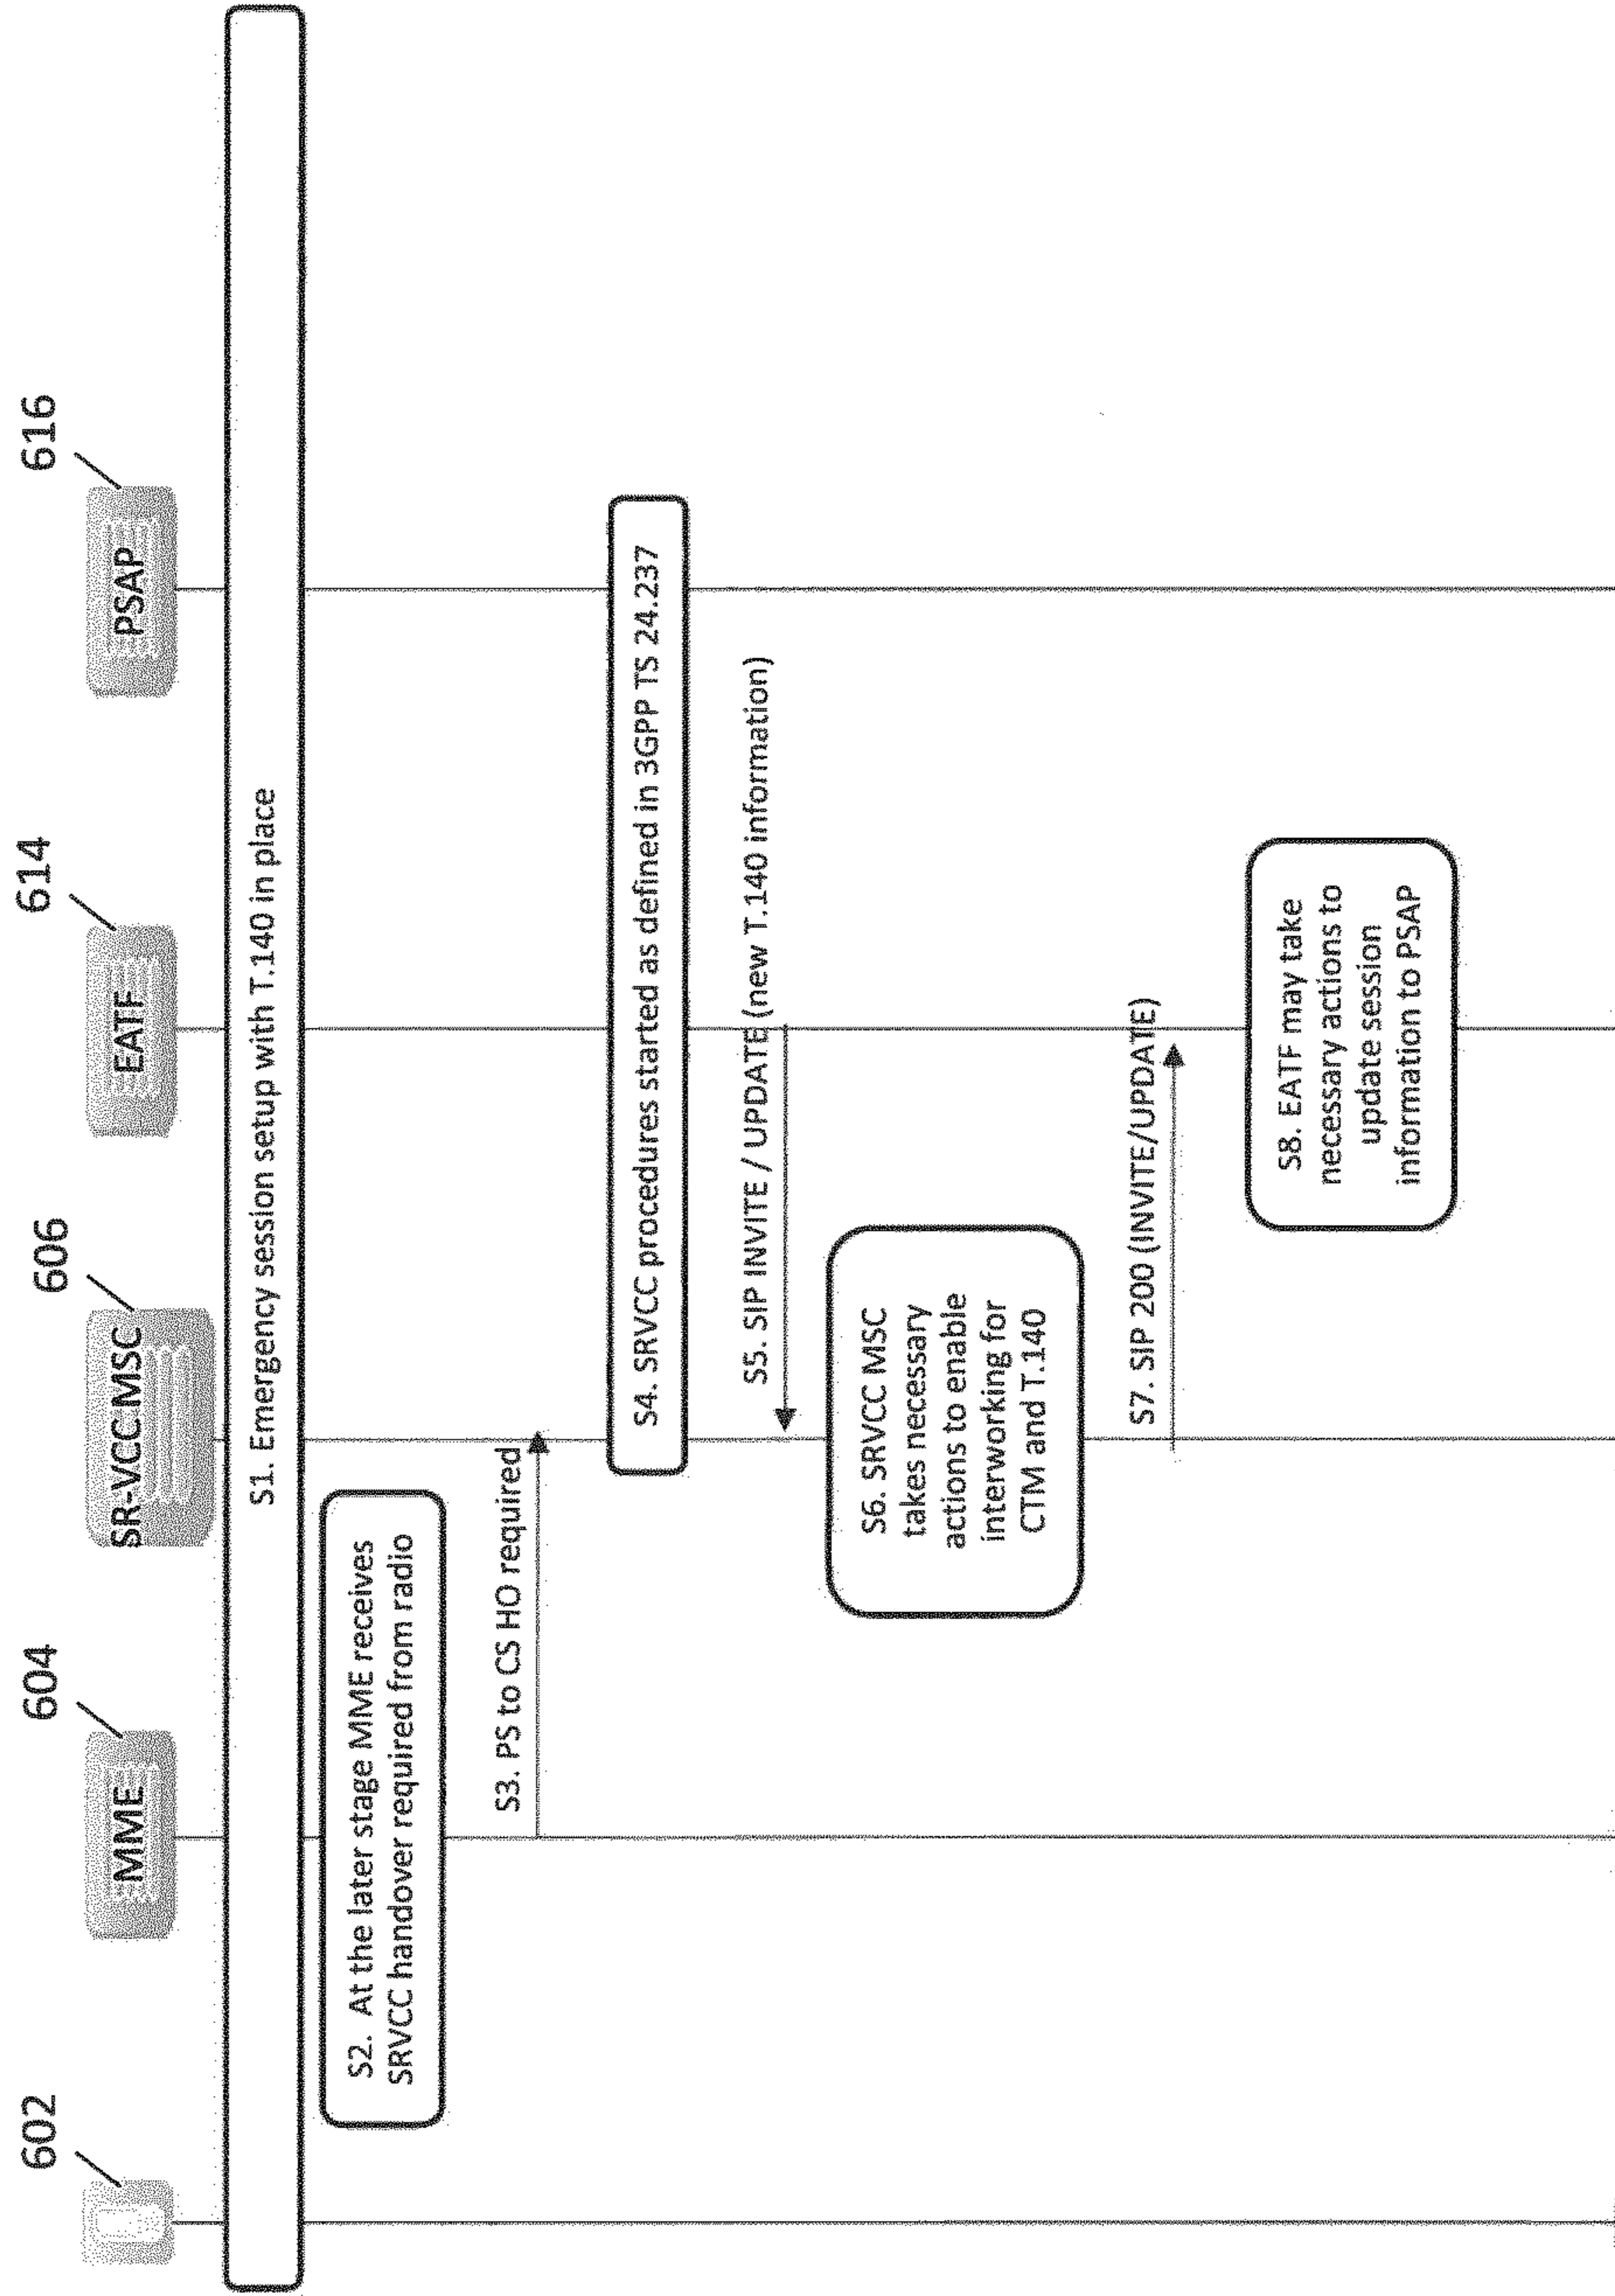 602
604
606
614
616
MME
SR-VCC MSC
EATF
PSAP
S1. Emergency session setup with T.140 in place
S2. At the later stage MME receives
SRVCC handover required from radio
S3. PS to CS HO required
S4. SRVCC procedures started as defined in 3GPP TS 24.237
S5. SIP INVITE / UPDATE (new T.140 information)
S6. SRVCC MSC
takes necessary
actions to enable
interworking for
CTM and T.140
S7. SIP 200 (INVITE/UPDATE)
S8. EATF may take
necessary actions to
update session
information to PSAP